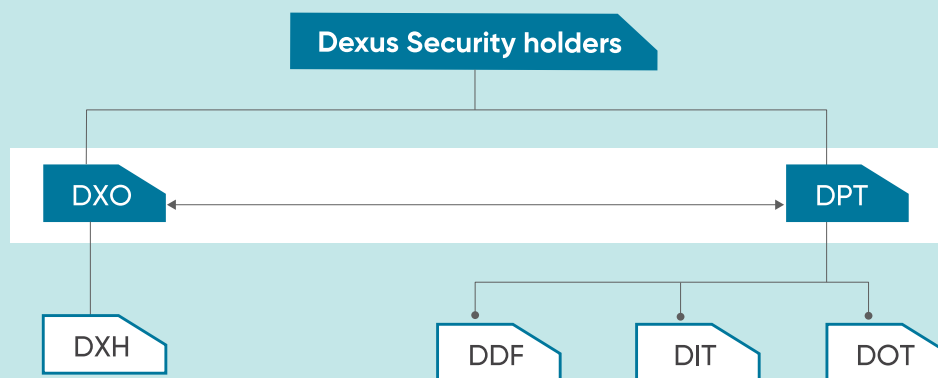 Dexus Security holders
DXO
DPT
DXH
DDF
DIT
DOT